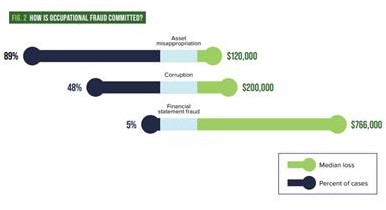 FIG. 2 HOW IS OCCUPATIONAL FRAUD COMMITTED?
Asset
misappropriation
89%
$120,000
Corruption
48%
$200,000
Financial
statement fraud
5%
$766,000
Median loss
Percent of cases